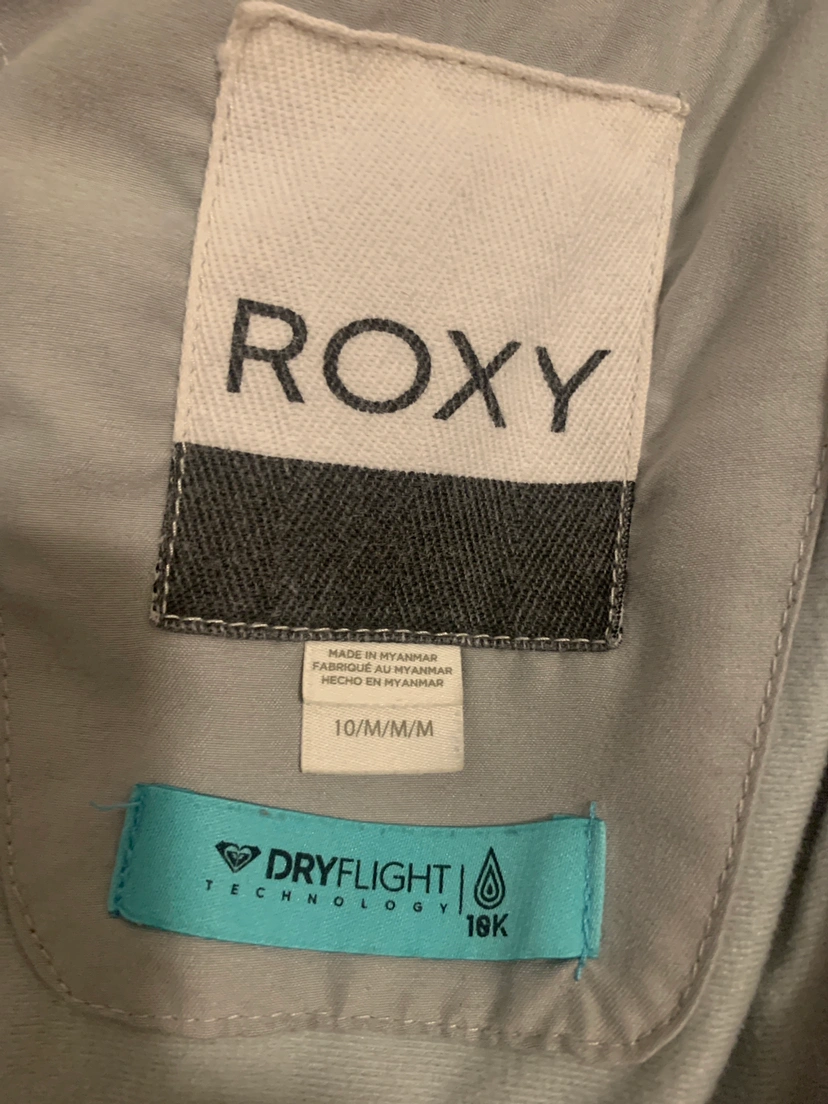 ROXY
MADE IN MYANMAR
FABRIQUÉ AU MYANMAR
HECHO EN MYANMAR
10/M/M/M
DRYFLIGHT
TECHNOLOGY
10K